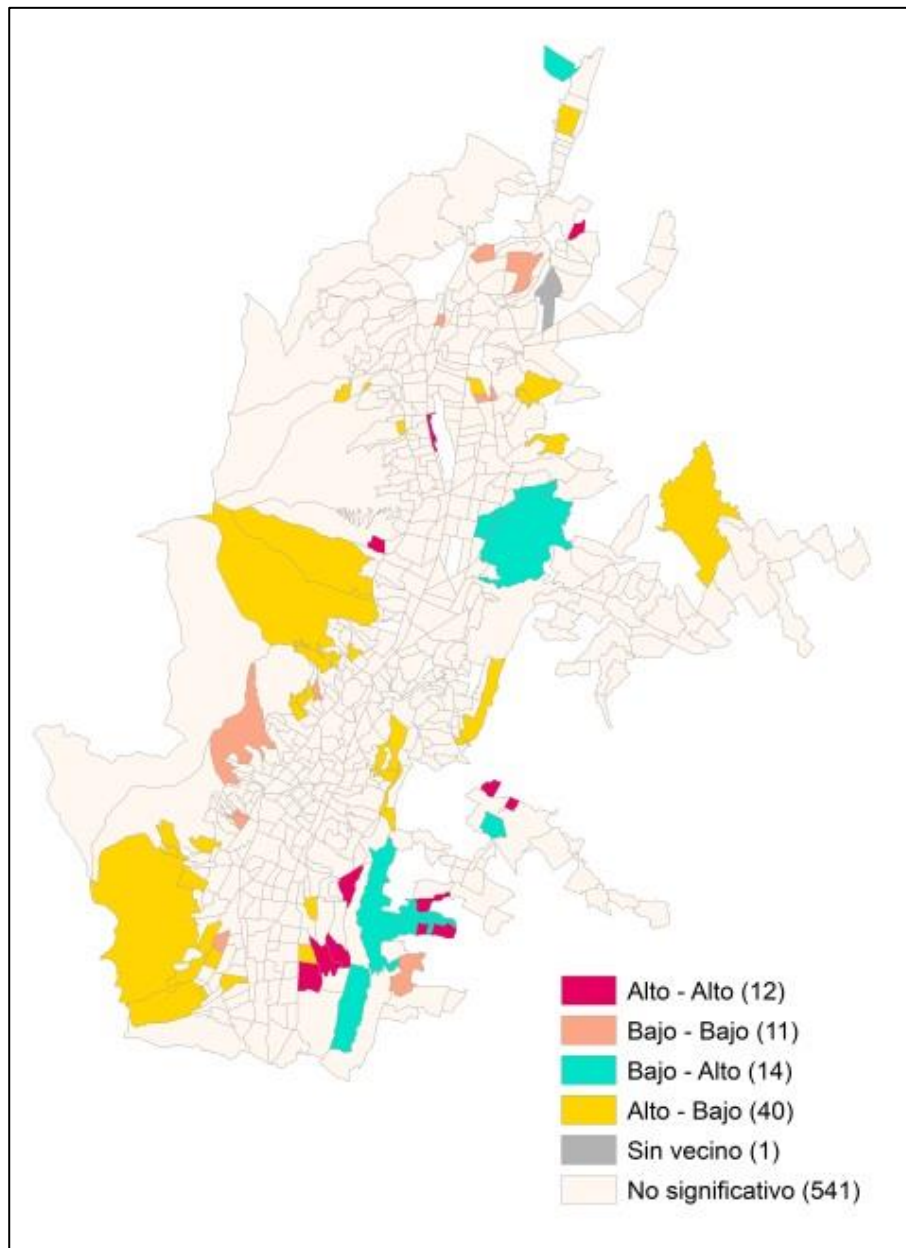 Alto - Alto (12)
Bajo - Bajo (11)
Bajo - Alto (14)
Alto - Bajo (40)
Sin vecino (1)
No significativo (541)